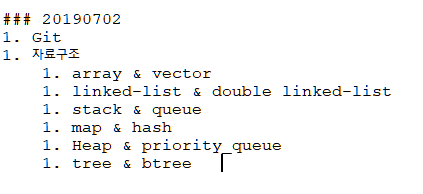 ### 20190702
1. Git
1. 자료구조
1. array & vector
1. linked-list & double linked-list
1. stack & queue
1. map & hash
1. Heap & priority queue
1. tree & btree